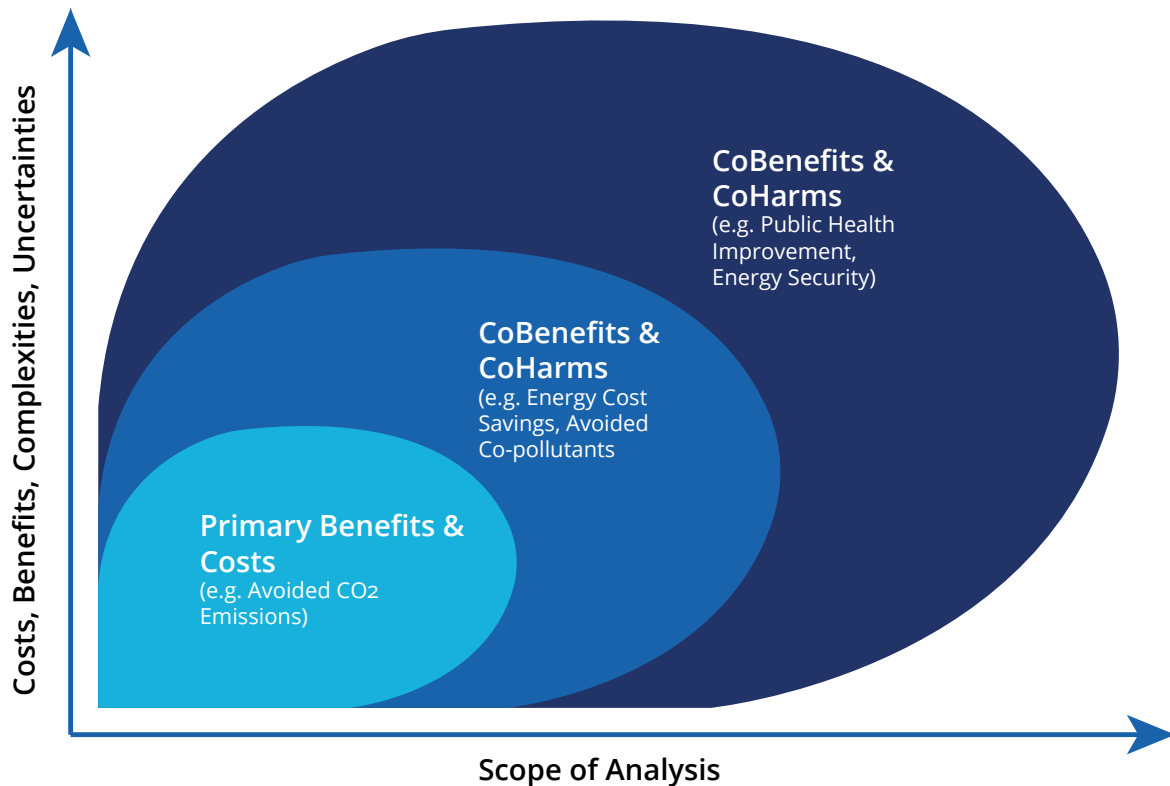 Costs, Benefits, Complexities, Uncertainties
CoBenefits &
CoHarms
(e.g. Public Health
Improvement,
Energy Security)
CoBenefits &
CoHarms
(e.g. Energy Cost
Savings, Avoided
Co-pollutants
Primary Benefits &
Costs
(e.g. Avoided CO2
Emissions)
Scope of Analysis